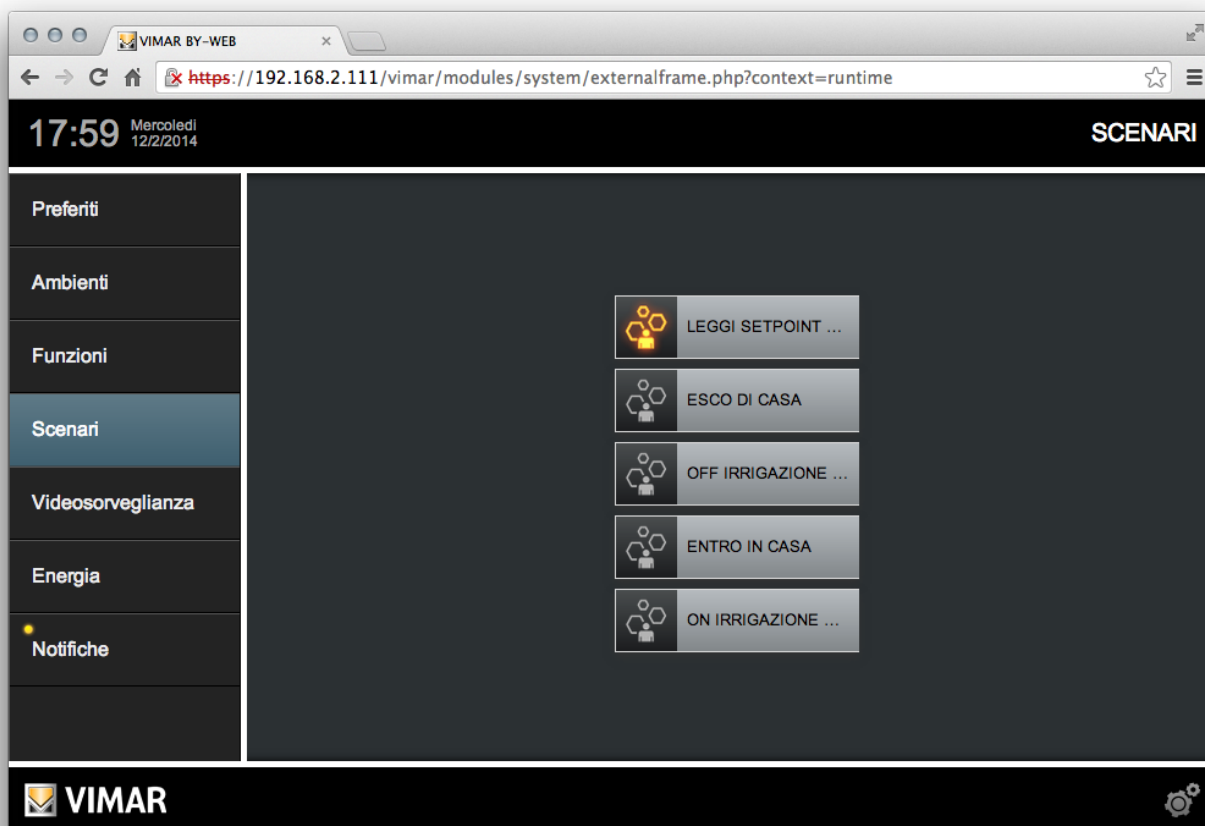 VIMAR BY-WEB
https://192.168.2.111/vimar/modules/system/externalframe.php?context=runtime
17:59
Mercoledì
12/2/2014
SCENARI
Preferiti
Ambienti
Funzioni
Scenari
Videosorveglianza
Energia
Notifiche
LEGGI SETPOINT ...
ESCO DI CASA
OFF IRRIGAZIONE ...
ENTRO IN CASA
ON IRRIGAZIONE ...
VIMAR